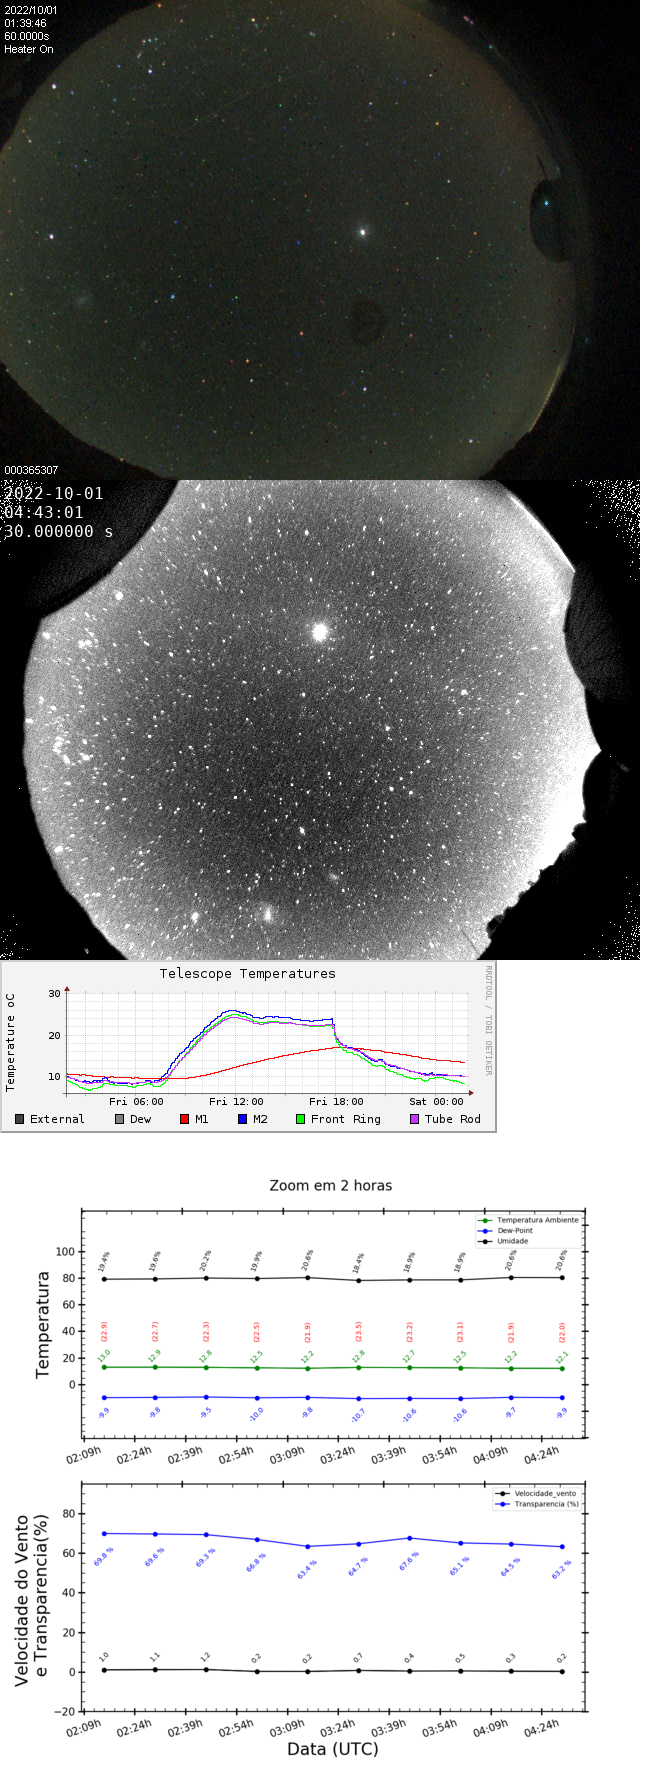 2022/10/01
01:39:46
60.0000s
Heater On
000365307
2022-10-01
04:43:01
30.000000 s
Telescope Temperatures
RRDTOOL / TOBI OETIKER
Temperature oC
30
20
10
Fri 06:00 Fri 12:00 Fri 18:00 Sat 00:00
External Dew M1 M2 Front Ring Tube Rod
Zoom em 2 horas
Temperatura Ambiente
Dew-Point
Umidade
Temperatura
100
80
60
40
20
0
19.4% 19.6% 20.2% 19.9% 20.6% 18.4% 18.9% 18.9% 20.6% 20.6%
(22.9) (22.7) (22.3) (22.5) (21.9) (23.5) (23.2) (23.1) (21.9) (22.0)
13.0 12.9 12.8 12.5 12.2 12.8 12.7 12.5 12.2 12.1
-9.9 -9.8 -9.5 -10.0 -9.8 -10.7 -10.6 -10.6 -9.7 -9.9
02:09h 02:24h 02:39h 02:54h 03:09h 03:24h 03:39h 03:54h 04:09h 04:24h
Velocidade_vento
Transparencia (%)
Velocidade do Vento
e Transparencia(%)
80
60
40
20
0
−20
69.8 % 69.6 % 69.3 % 66.8 % 63.4 % 64.7 % 67.6 % 65.1 % 64.5 % 63.2 %
1.0 1.1 1.2 0.2 0.2 0.7 0.4 0.5 0.3 0.2
02:09h 02:24h 02:39h 02:54h 03:09h 03:24h 03:39h 03:54h 04:09h 04:24h
Data (UTC)